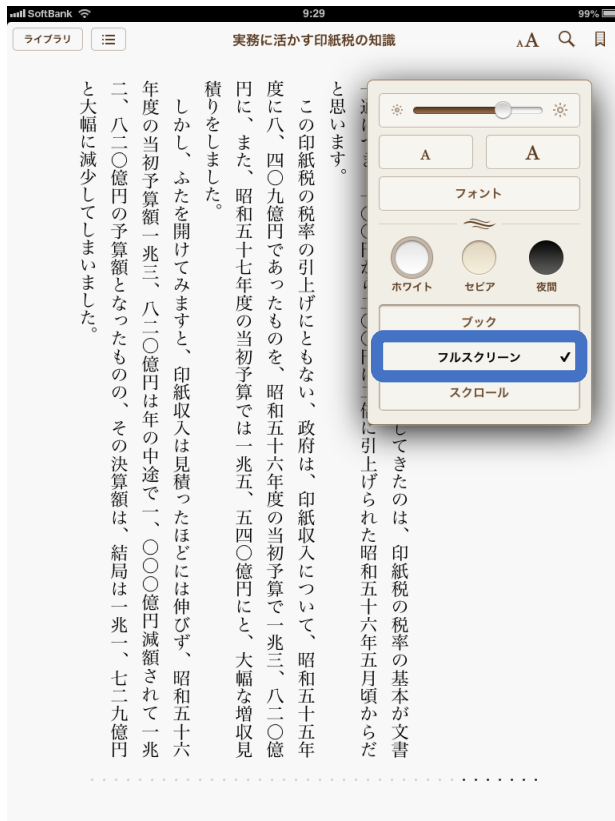 SoftBank 9:29 99%
ライブラリ 実務に活かす印紙税の知識 AA
A A
フォント
ホワイト セピア 夜間
ブック
フルスクリーン ✔
スクロール
してきたのは、印紙税の税率の基本が文書
に引上げられた昭和五十六年五月頃からだ
と思います。
この印紙税の税率の引上げにともない、政府は、印紙収入について、昭和五十五年
度に八、四〇九億円であったものを、昭和五十六年度の当初予算で一兆三、八二〇億
円に、また、昭和五十七年度の当初予算では一兆五、五四〇億円にと、大幅な増収見
積りをしました。
しかし、ふたを開けてみますと、印紙収入は見積ったほどには伸びず、昭和五十六
年度の当初予算額一兆三、八二〇億円は年の中途で一、〇〇〇億円減額されて一兆
二、八二〇億円の予算額となったものの、その決算額は、結局は一兆一、七二九億円
と大幅に減少してしまいました。